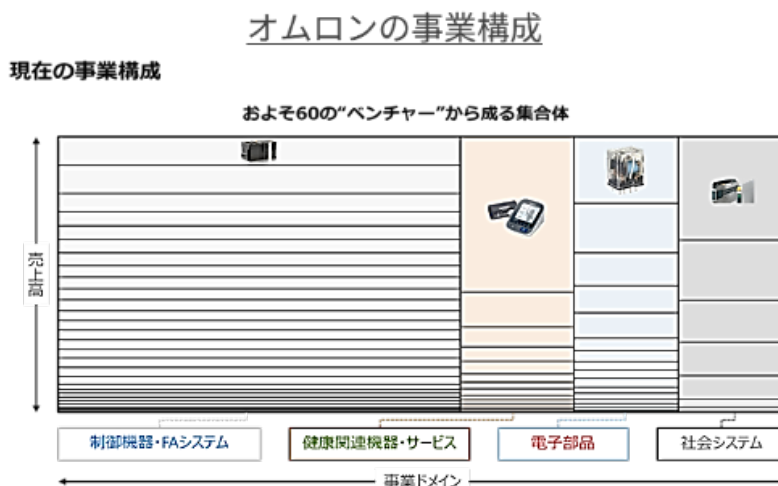 オムロンの事業構成
現在の事業構成
およそ60の“ベンチャー”から成る集合体
売上高
制御機器・FAシステム
健康関連機器・サービス
電子部品
社会システム
事業ドメイン